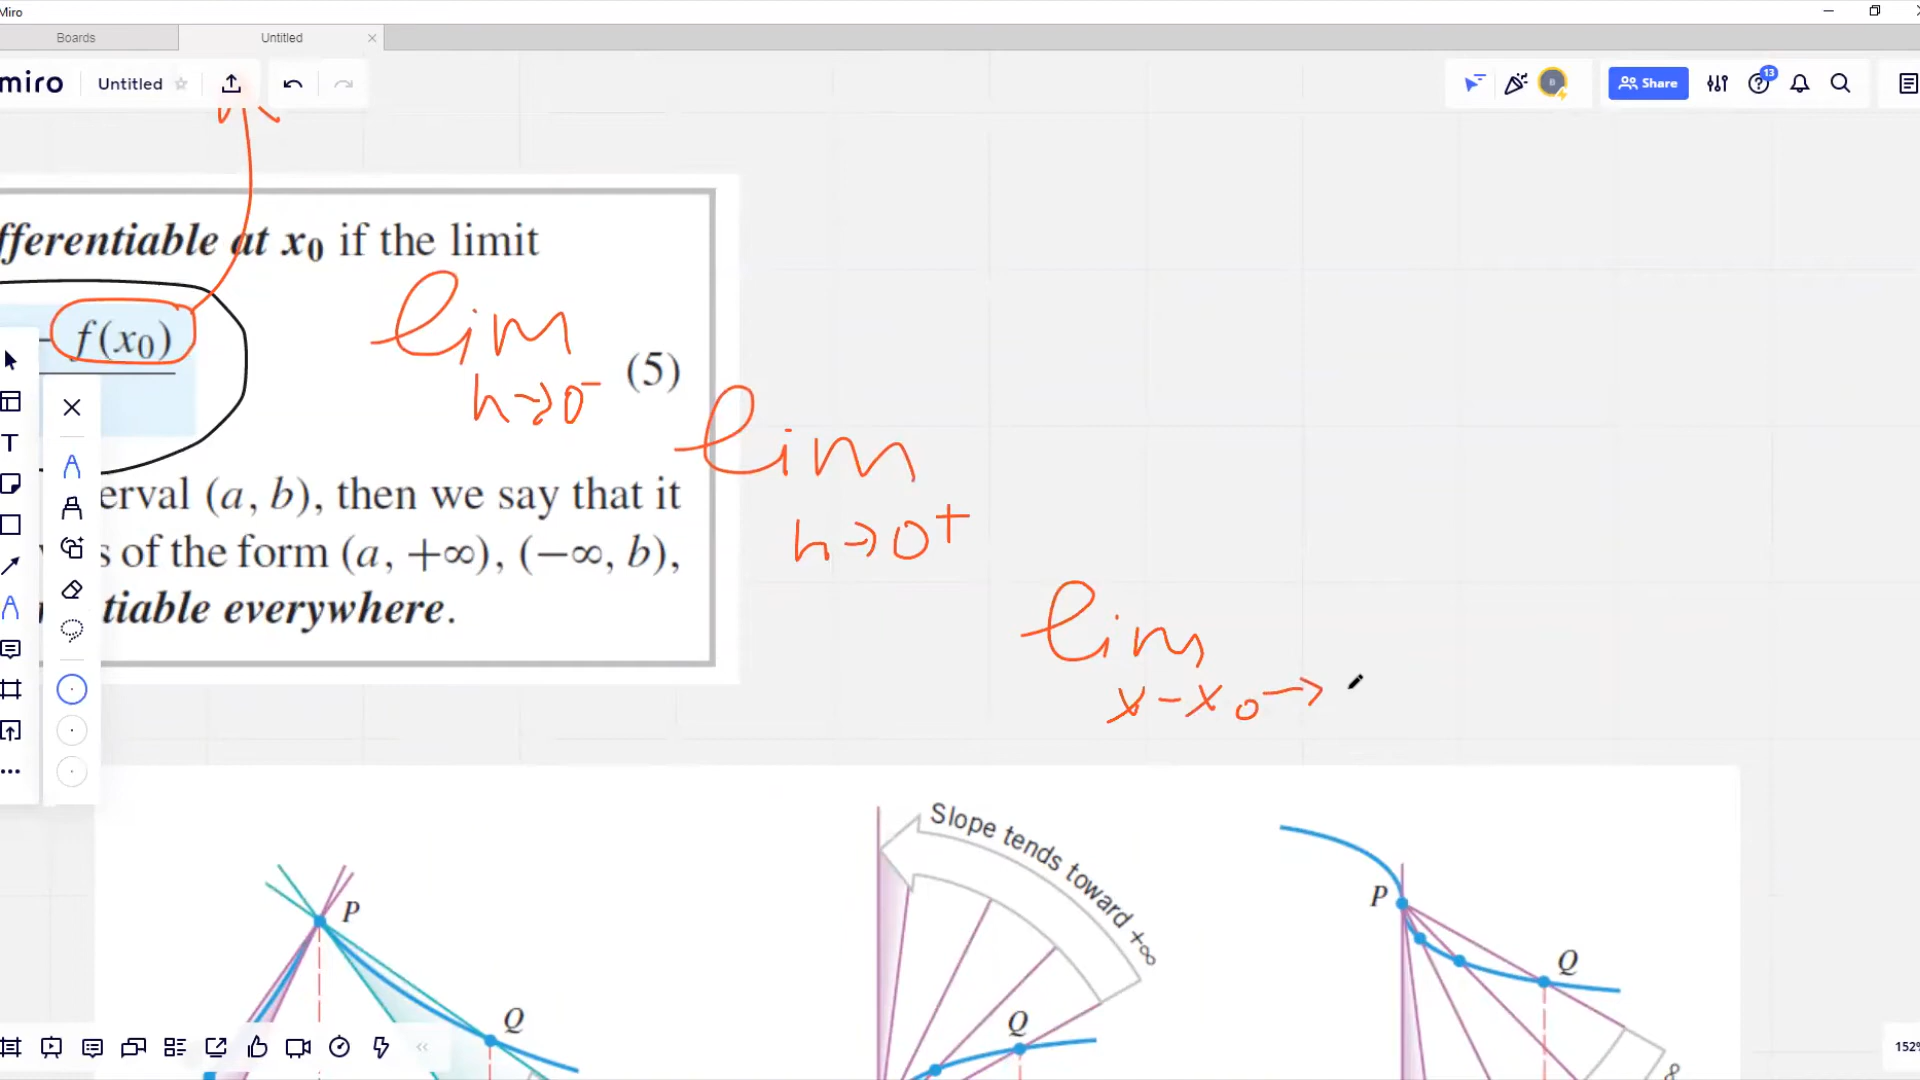 Miro
Boards
Untitled
miro
Untitled
Share
13
fferentiable at x₀ if the limit
f(x₀)
lim
h→0⁻
(5)
lim
h→0+
erval (a, b), then we say that it
s of the form (a, +∞), (−∞, b),
tiable everywhere.
lim
x-x₀→
Slope tends toward +∞
P
Q
Q
P
Q
152%